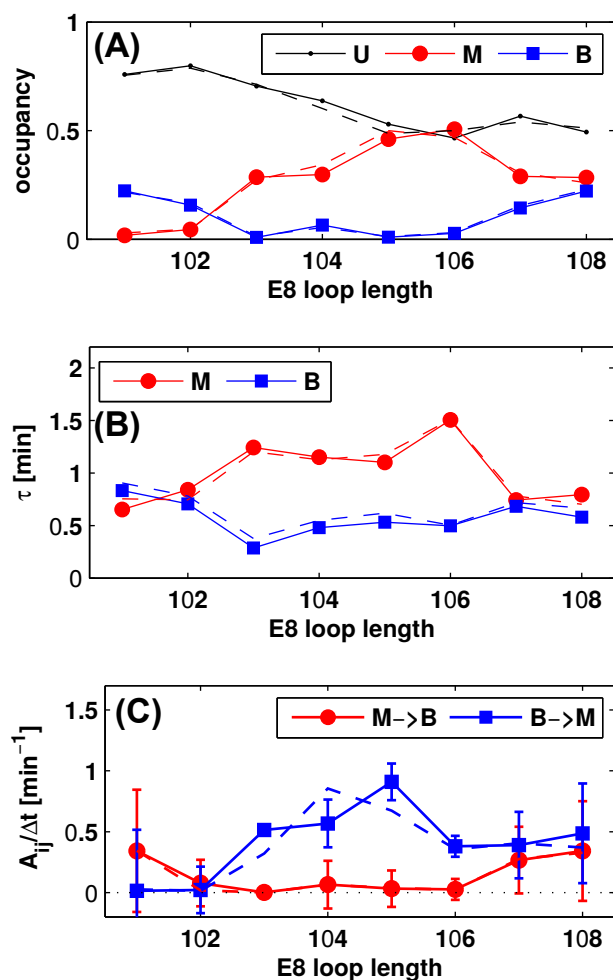 (A)
U M B
occupancy
1
0.5
0
102 104 106 108
E8 loop length
(B)
M B
τ [min]
2
1.5
1
0.5
0
102 104 106 108
E8 loop length
(C)
M−>B B−>M
A_ij/Δt [min⁻¹]
1.5
1
0.5
0
102 104 106 108
E8 loop length